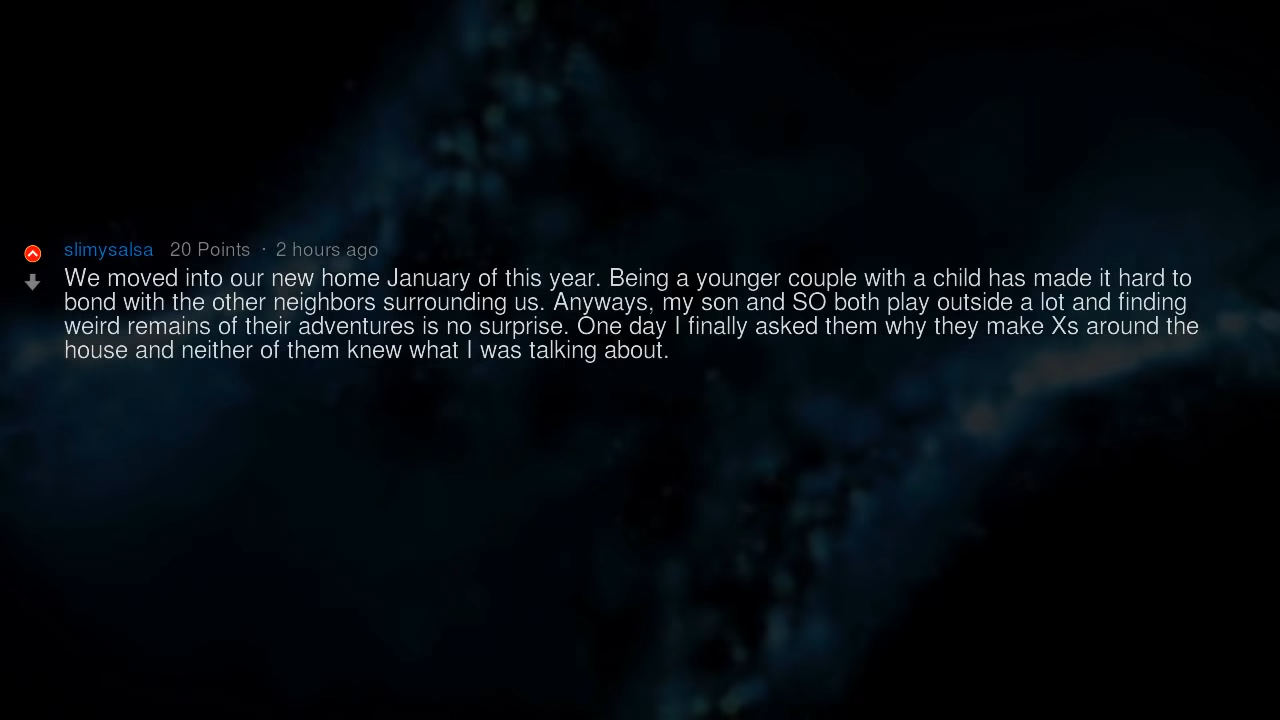 slimysalsa 20 Points · 2 hours ago
We moved into our new home January of this year. Being a younger couple with a child has made it hard to
bond with the other neighbors surrounding us. Anyways, my son and SO both play outside a lot and finding
weird remains of their adventures is no surprise. One day I finally asked them why they make Xs around the
house and neither of them knew what I was talking about.